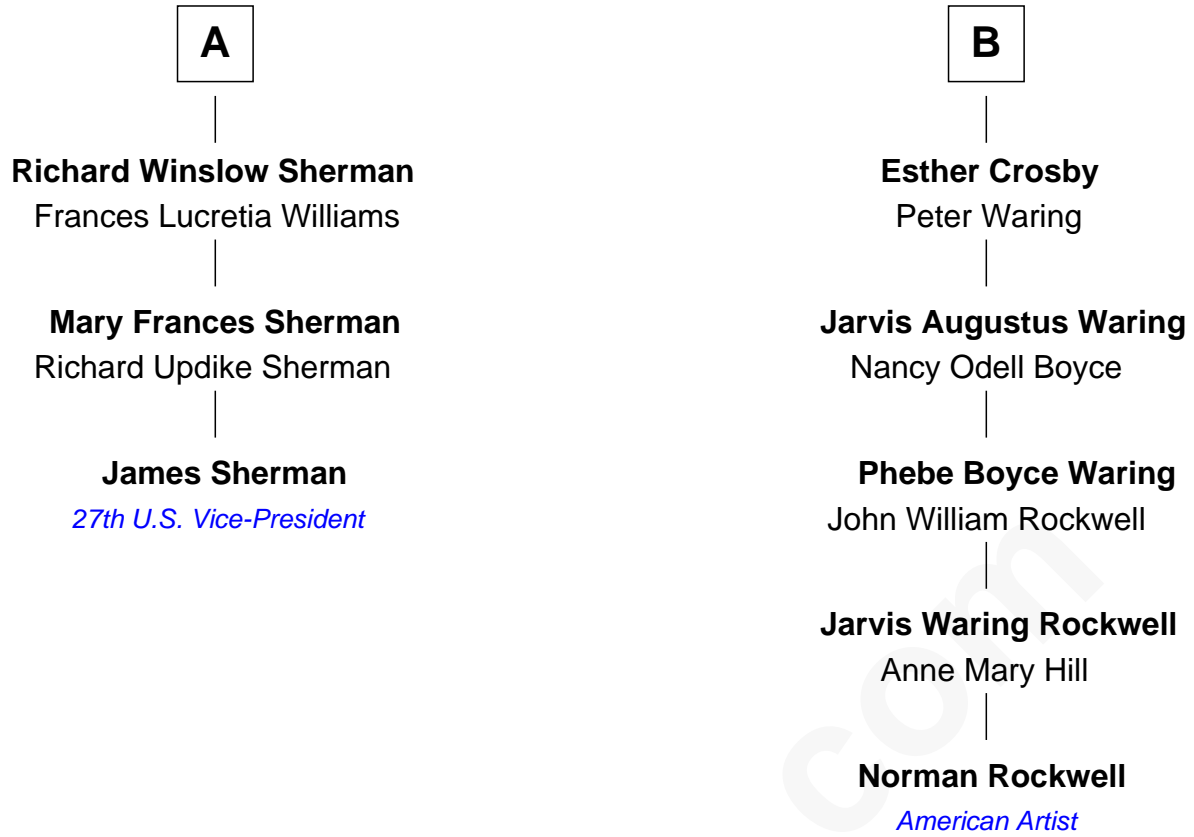 A
Richard Winslow Sherman
Frances Lucretia Williams
Mary Frances Sherman
Richard Updike Sherman
James Sherman
27th U.S. Vice-President
B
Esther Crosby
Peter Waring
Jarvis Augustus Waring
Nancy Odell Boyce
Phebe Boyce Waring
John William Rockwell
Jarvis Waring Rockwell
Anne Mary Hill
Norman Rockwell
American Artist
com